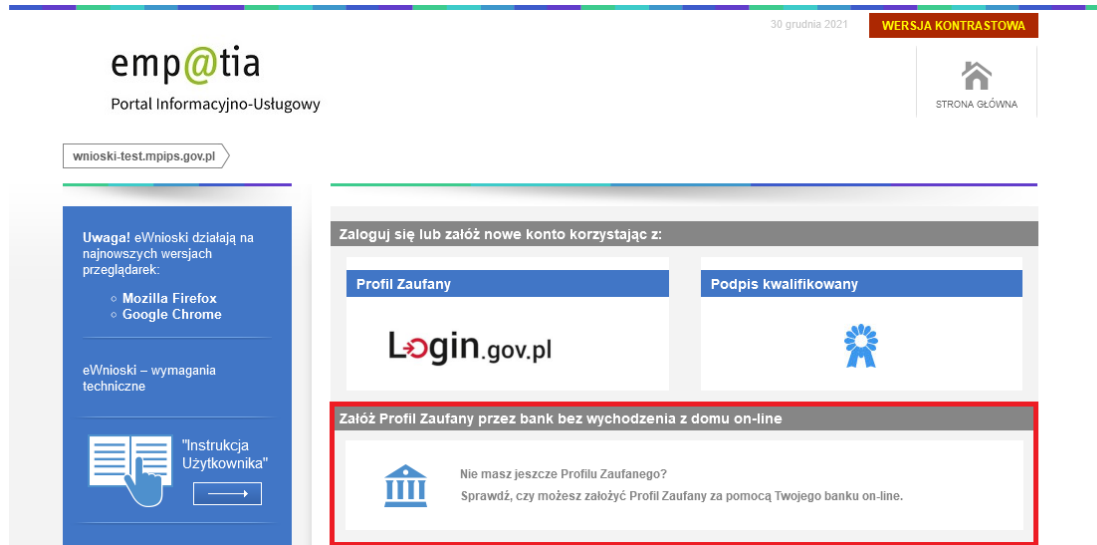 30 grudnia 2021
WERSJA KONTRASTOWA
emp@tia
Portal Informacyjno-Usługowy
STRONA GŁÓWNA
wnioski-test.mpips.gov.pl
Uwaga! eWnioski działają na
najnowszych wersjach
przeglądarek:
Mozilla Firefox
Google Chrome
eWnioski – wymagania
techniczne
"Instrukcja
Użytkownika"
Zaloguj się lub załóż nowe konto korzystając z:
Profil Zaufany
Login.gov.pl
Podpis kwalifikowany
Załóż Profil Zaufany przez bank bez wychodzenia z domu on-line
Nie masz jeszcze Profilu Zaufanego?
Sprawdź, czy możesz założyć Profil Zaufany za pomocą Twojego banku on-line.